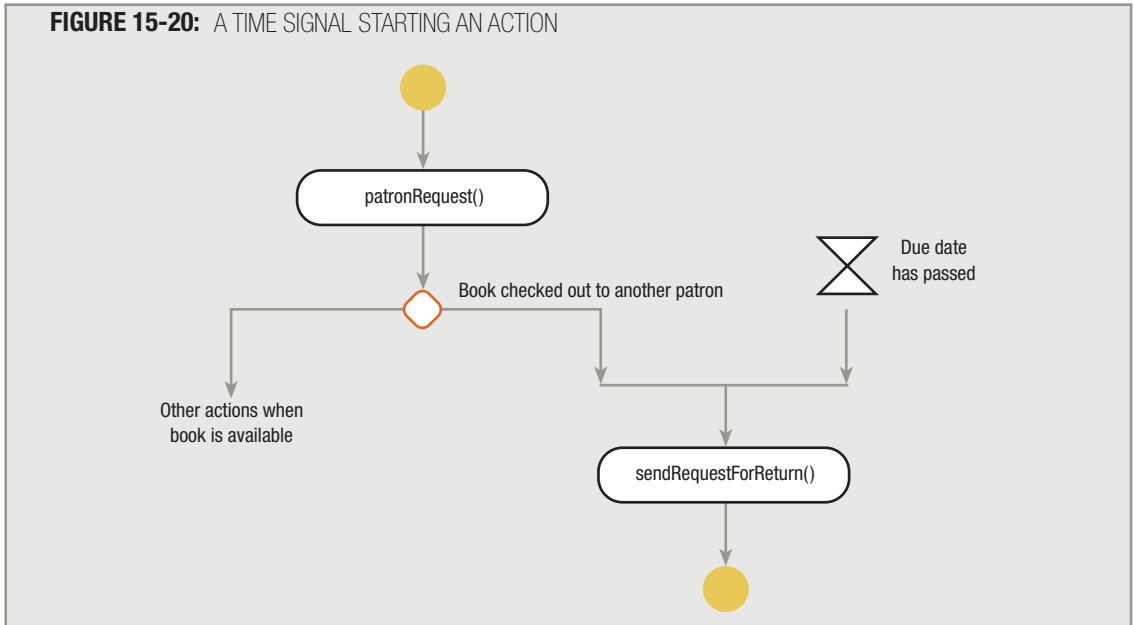 FIGURE 15-20: A TIME SIGNAL STARTING AN ACTION
patronRequest()
Due date
has passed
Book checked out to another patron
Other actions when
book is available
sendRequestForReturn()